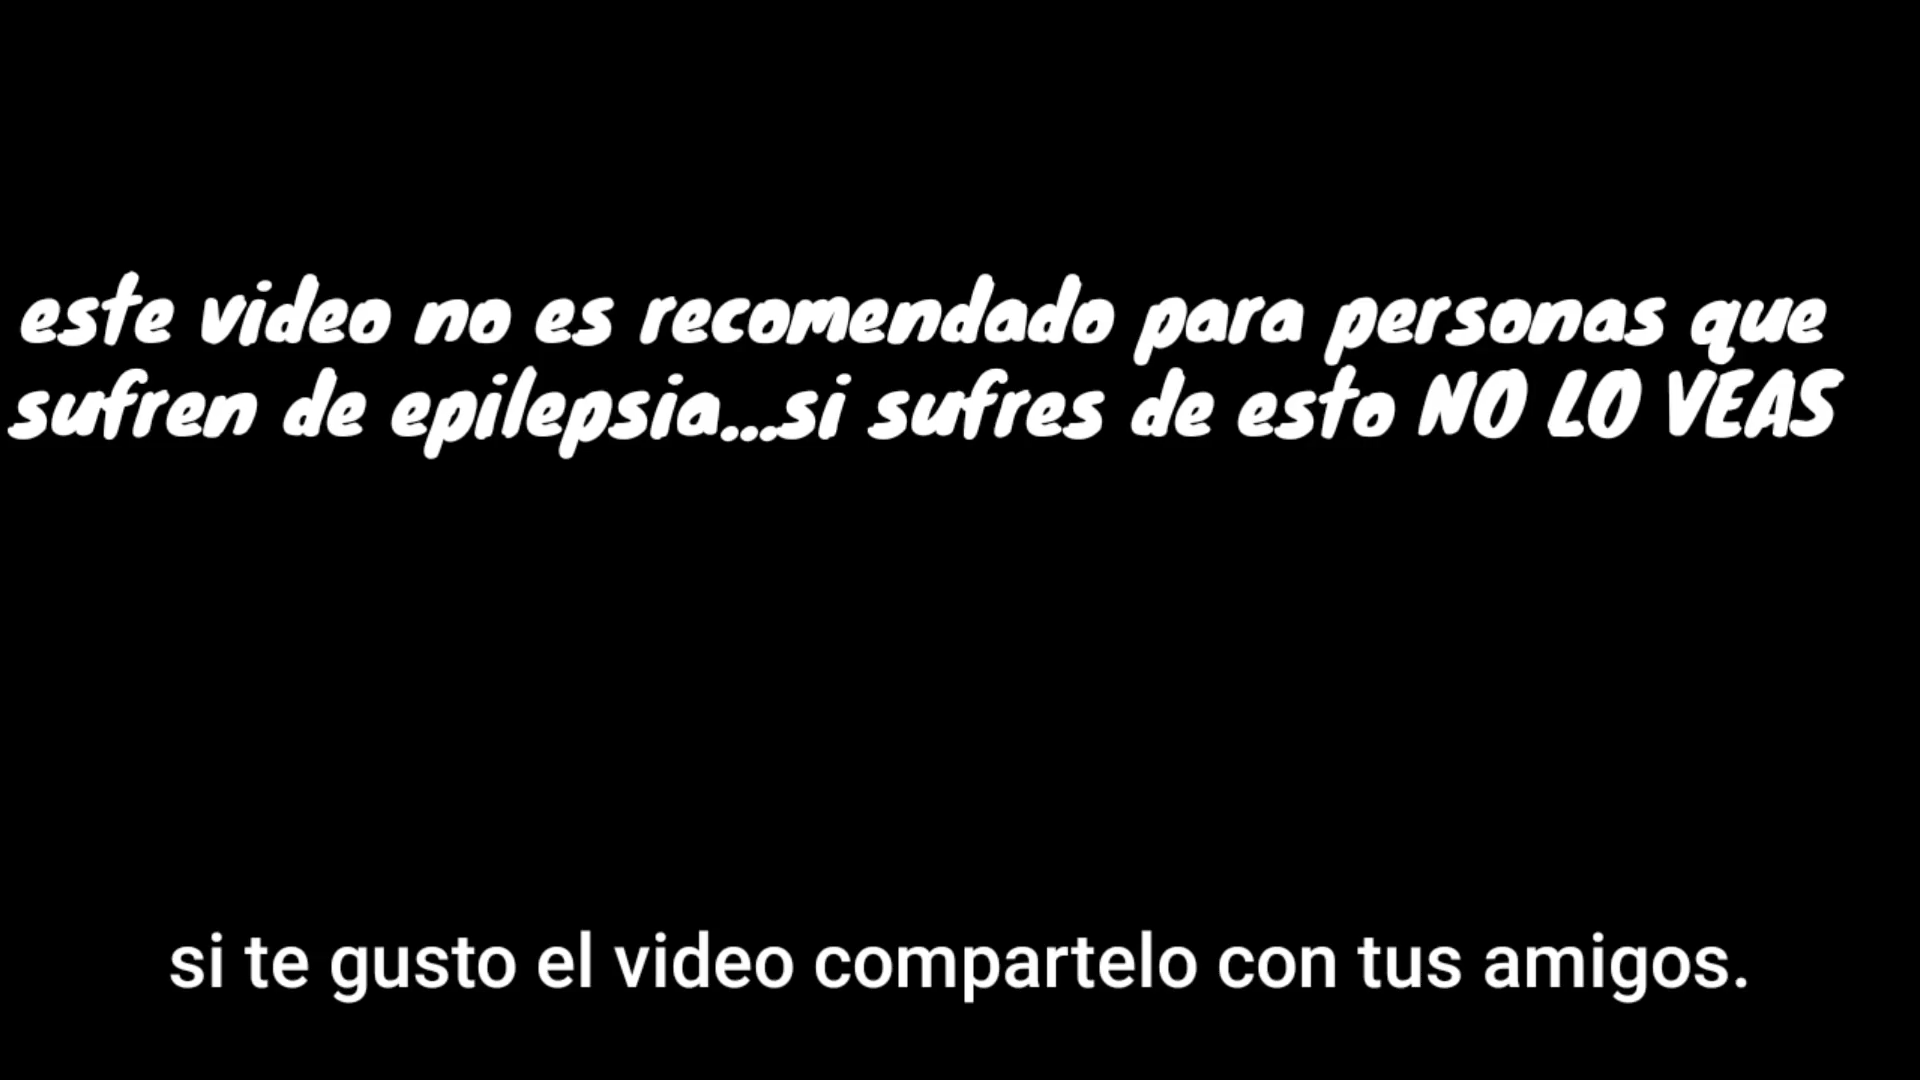 este video no es recomendado para personas que
sufren de epilepsia...si sufres de esto NO LO VEAS
si te gusto el video compartelo con tus amigos.